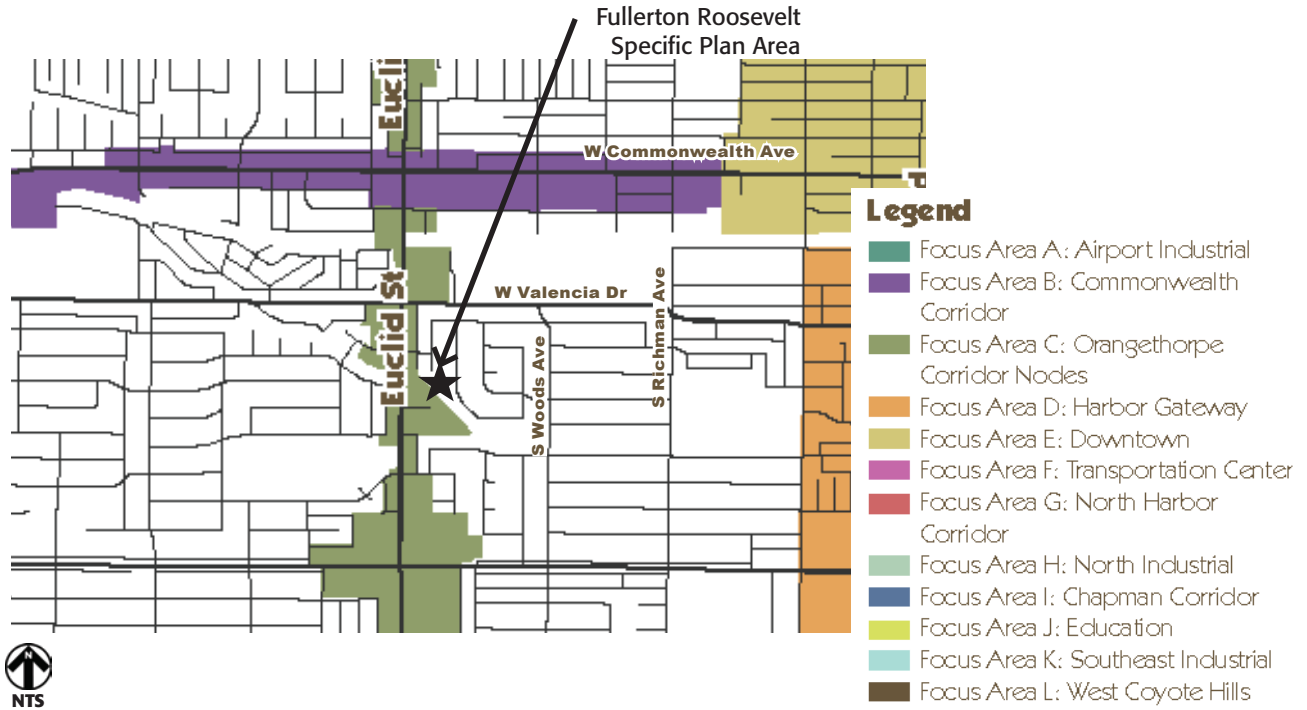 Fullerton Roosevelt
Specific Plan Area
W Commonwealth Ave
Euclid St
W Valencia Dr
S Woods Ave
S Richman Ave
Legend
Focus Area A: Airport Industrial
Focus Area B: Commonwealth
Corridor
Focus Area C: Orangethorpe
Corridor Nodes
Focus Area D: Harbor Gateway
Focus Area E: Downtown
Focus Area F: Transportation Center
Focus Area G: North Harbor
Corridor
Focus Area H: North Industrial
Focus Area I: Chapman Corridor
Focus Area J: Education
Focus Area K: Southeast Industrial
Focus Area L: West Coyote Hills
N
NTS